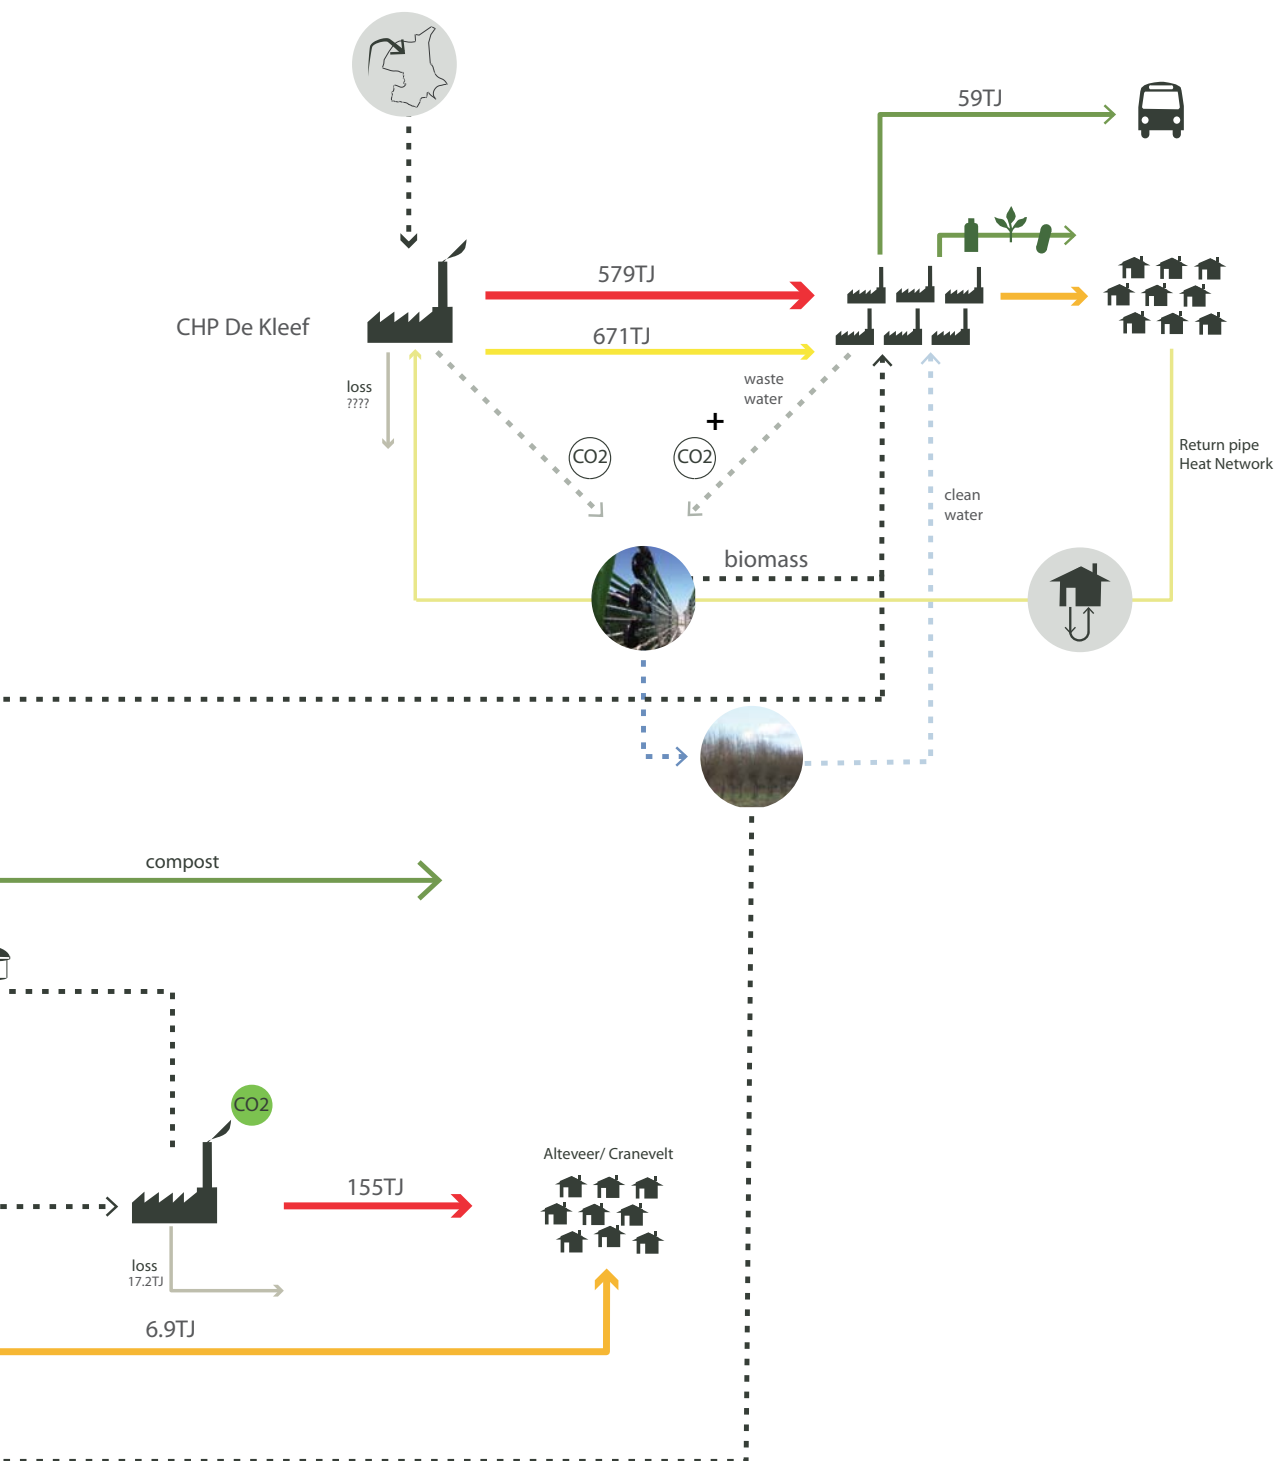 59TJ
579TJ
CHP De Kleef
671TJ
loss
????
waste
water
+
CO2
CO2
Return pipe
Heat Network
clean
water
biomass
compost
CO2
Alteveer/ Cranevelt
155TJ
loss
17.2TJ
6.9TJ